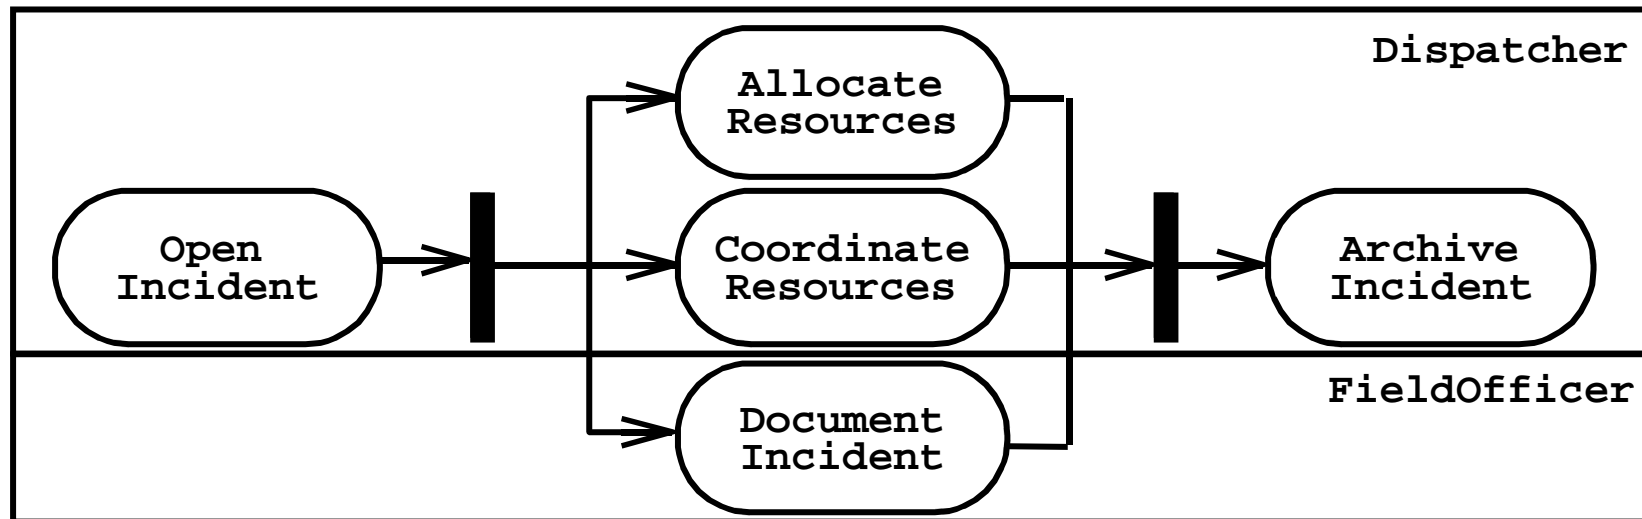 Dispatcher
Allocate
Resources
Open
Incident
Coordinate
Resources
Archive
Incident
FieldOfficer
Document
Incident